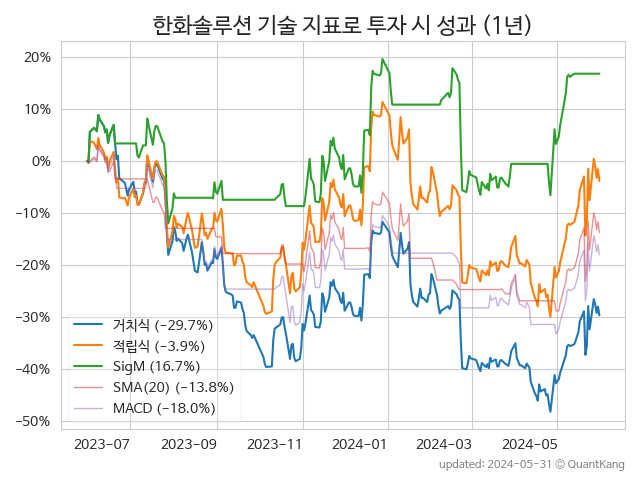 한화솔루션 기술 지표로 투자 시 성과 (1년)
20%
10%
0%
−10%
−20%
−30%
−40%
−50%
거치식 (−29.7%)
적립식 (−3.9%)
SigM (16.7%)
SMA(20) (−13.8%)
MACD (−18.0%)
2023-07
2023-09
2023-11
2024-01
2024-03
2024-05
updated: 2024-05-31 ⓒ QuantKang